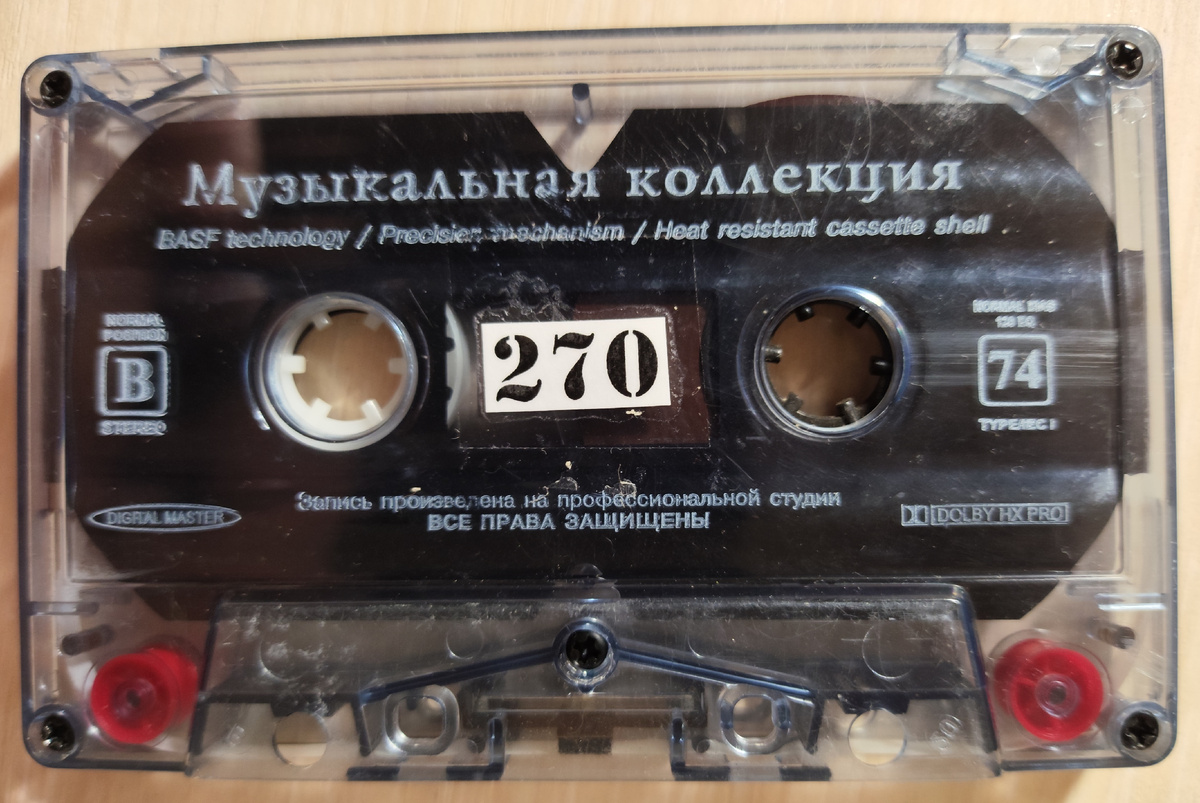 Музыкальная коллекция
BASF technology / Precision mechanism / Heat resistant cassette shell
NORMAL
POSITION
B
STEREO
270
NORMAL BIAS
120 EQ
74
TYPE IEC I
Запись произведена на профессиональной студии
ВСЕ ПРАВА ЗАЩИЩЕНЫ
DIGITAL MASTER
DOLBY HX PRO